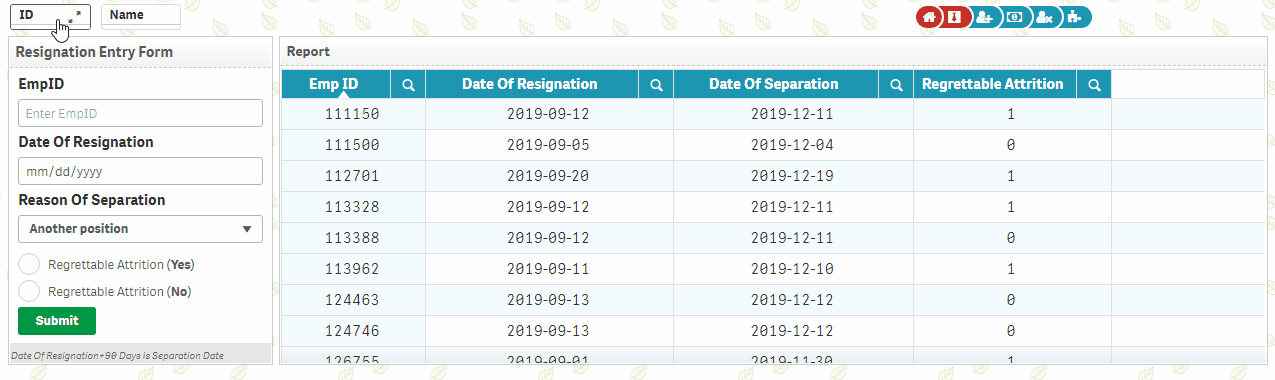 ID Name
Resignation Entry Form
EmpID
Enter EmpID
Date Of Resignation
mm/dd/yyyy
Reason Of Separation
Another position
Regrettable Attrition (Yes)
Regrettable Attrition (No)
Submit
Date Of Resignation+90 Days is Separation Date
Report
Emp ID Date Of Resignation Date Of Separation Regrettable Attrition
111150 2019-09-12 2019-12-11 1
111500 2019-09-05 2019-12-04 0
112701 2019-09-20 2019-12-19 1
113328 2019-09-12 2019-12-11 1
113388 2019-09-12 2019-12-11 0
113962 2019-09-11 2019-12-10 1
124463 2019-09-13 2019-12-12 0
124746 2019-09-13 2019-12-12 0
126755 2019-09-01 2019-11-30 1